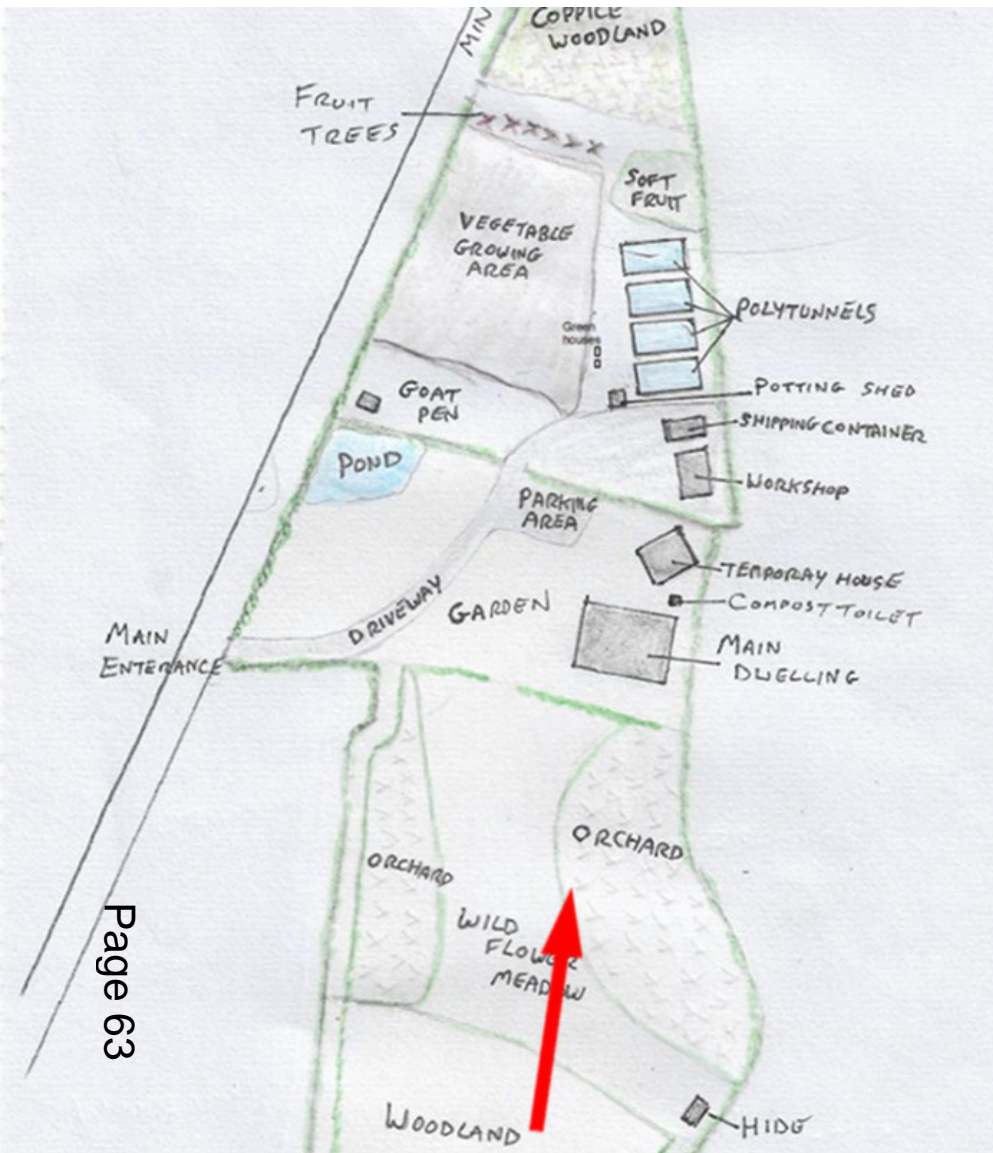 COPPICE
WOODLAND
MIN
FRUIT
TREES
SOFT
FRUIT
VEGETABLE
GROWING
AREA
POLYTUNNELS
Green
houses
GOAT
PEN
POTTING SHED
SHIPPING CONTAINER
POND
WORKSHOP
PARKING
AREA
TEMPORAY HOUSE
COMPOST TOILET
DRIVEWAY
GARDEN
MAIN
ENTERANCE
MAIN
DWELLING
ORCHARD
ORCHARD
WILD
FLOWER
MEADOW
Page 63
WOODLAND
HIDE